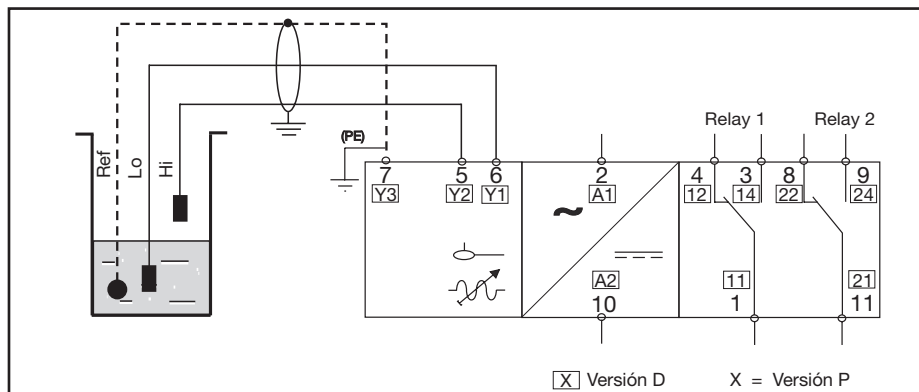 Relay 1
Relay 2
(PE)
Ref
Lo
Hi
7
5
6
2
4
3
8
9
Y3
Y2
Y1
A1
12
14
22
24
~
A2
10
11
1
21
11
X Versión D
X = Versión P